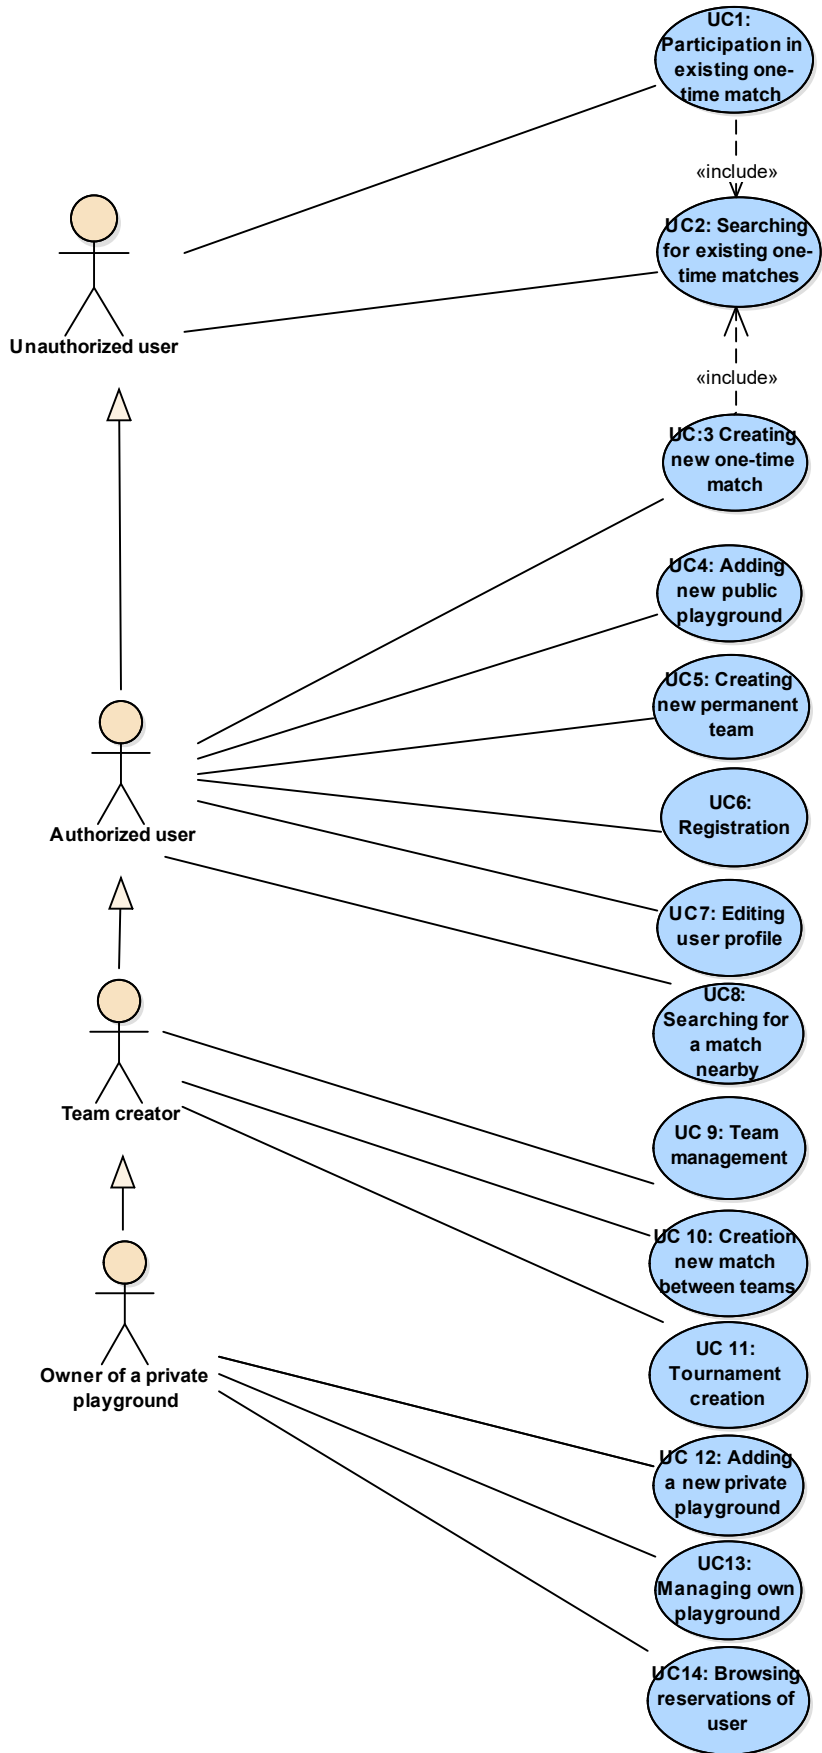 UC1:
Participation in
existing one-
time match
«include»
UC2: Searching
for existing one-
time matches
Unauthorized user
«include»
UC:3 Creating
new one-time
match
UC4: Adding
new public
playground
UC5: Creating
new permanent
team
UC6:
Registration
Authorized user
UC7: Editing
user profile
UC8:
Searching for
a match
nearby
Team creator
UC 9: Team
management
UC 10: Creation
new match
between teams
UC 11:
Tournament
creation
Owner of a private
playground
UC 12: Adding
a new private
playground
UC13:
Managing own
playground
UC14: Browsing
reservations of
user